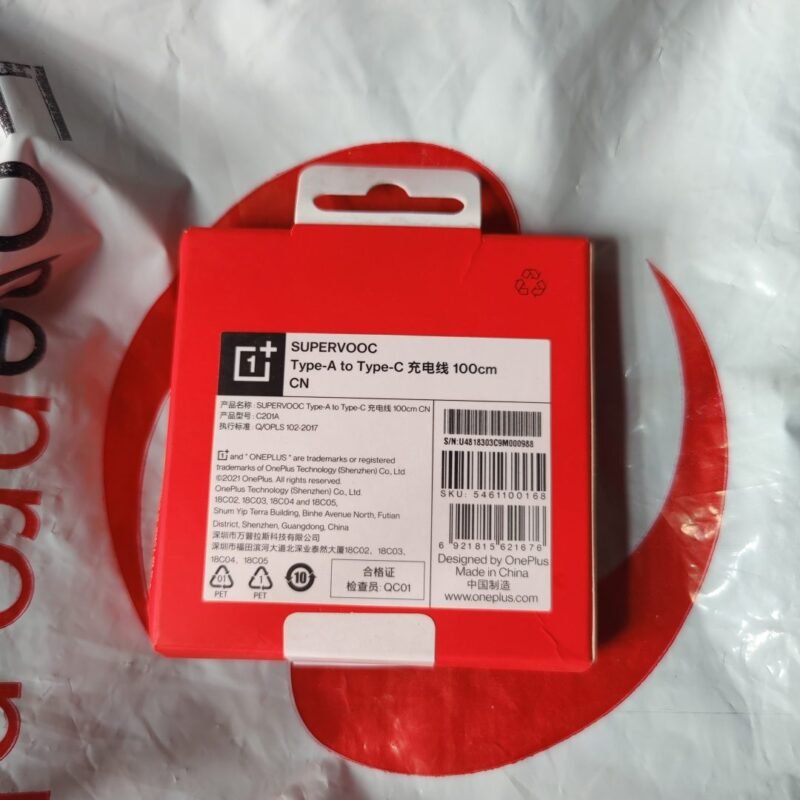 SUPERVOOC
Type-A to Type-C 充电线 100cm
CN
产品名称: SUPERVOOC Type-A to Type-C 充电线 100cm CN
产品型号: C201A
执行标准: Q/OPLS 102-2017
and "ONEPLUS" are trademarks or registered
trademarks of OnePlus Technology (Shenzhen) Co., Ltd.
©2021 OnePlus. All rights reserved.
OnePlus Technology (Shenzhen) Co., Ltd.
18C02, 18C03, 18C04 and 18C05,
Shum Yip Terra Building, Binhe Avenue North, Futian
District, Shenzhen, Guangdong, China
深圳市万普拉斯科技有限公司
深圳市福田滨河大道北深业泰然大厦18C02、18C03、
18C04、18C05
01
PET
1
PET
10
合格证
检查员: QC01
S/N:U4818303C9M000988
SKU: 5461100168
6 921815 621678
Designed by OnePlus
Made in China
中国制造
www.oneplus.com